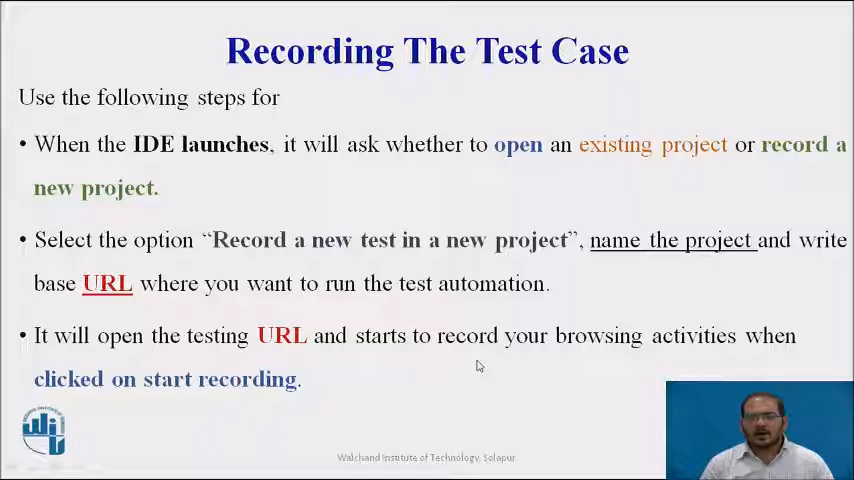 Recording The Test Case
Use the following steps for
• When the IDE launches, it will ask whether to open an existing project or record a
new project.
• Select the option “Record a new test in a new project”, name the project and write
base URL where you want to run the test automation.
• It will open the testing URL and starts to record your browsing activities when
clicked on start recording.
Walchand Institute of Technology, Solapur